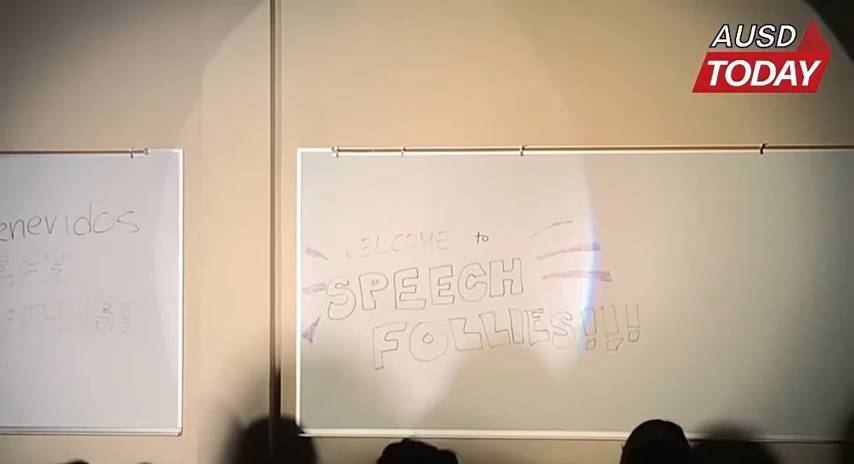 AUSD
TODAY
enevidos
WELCOME to
SPEECH
FOLLIES!!!